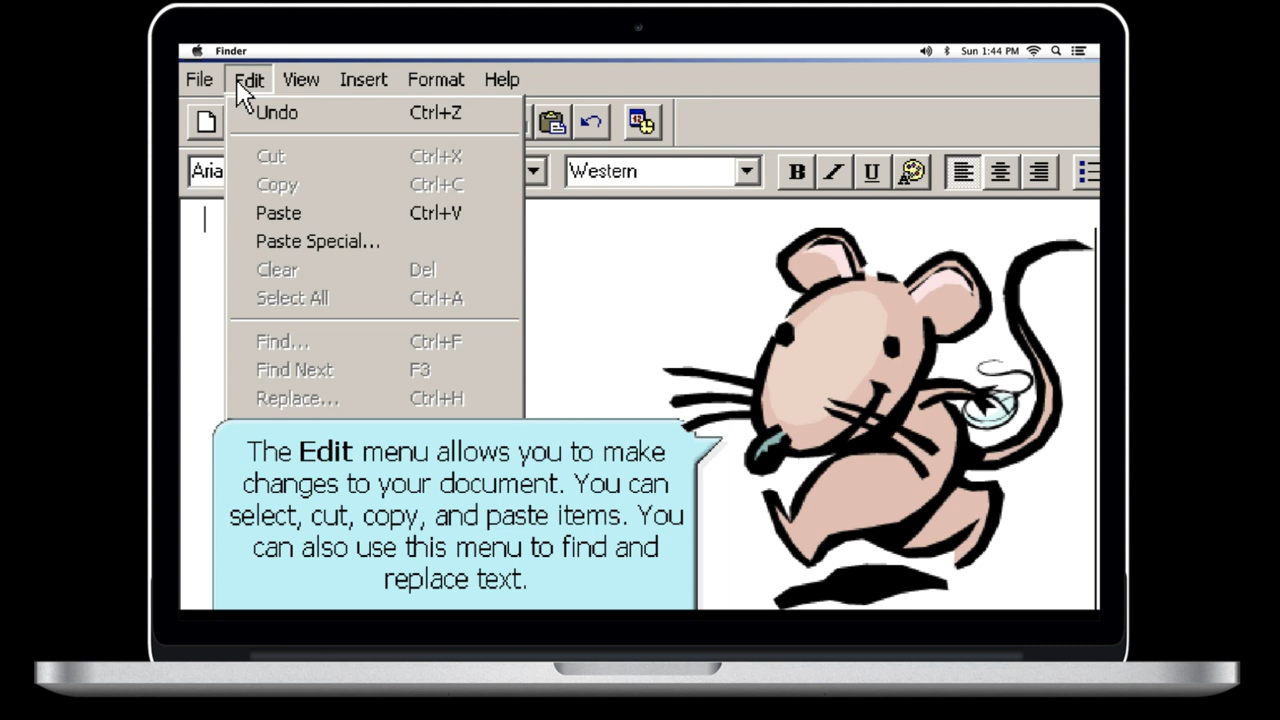 Finder Sun 1:44 PM
File Edit View Insert Format Help
Undo Ctrl+Z
Western B I U
Cut Ctrl+X
Copy Ctrl+C
Paste Ctrl+V
Paste Special...
Clear Del
Select All Ctrl+A
Find... Ctrl+F
Find Next F3
Replace... Ctrl+H
The Edit menu allows you to make
changes to your document. You can
select, cut, copy, and paste items. You
can also use this menu to find and
replace text.